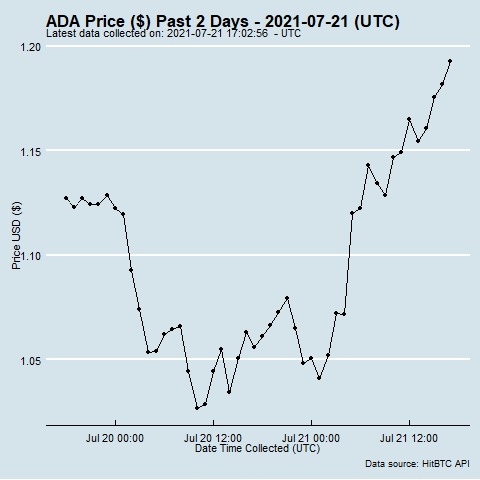 ADA Price ($) Past 2 Days - 2021-07-21 (UTC)
Latest data collected on: 2021-07-21 17:02:56 - UTC
1.20
1.15
1.10
1.05
Price USD ($)
Jul 20 00:00 Jul 20 12:00 Jul 21 00:00 Jul 21 12:00
Date Time Collected (UTC)
Data source: HitBTC API